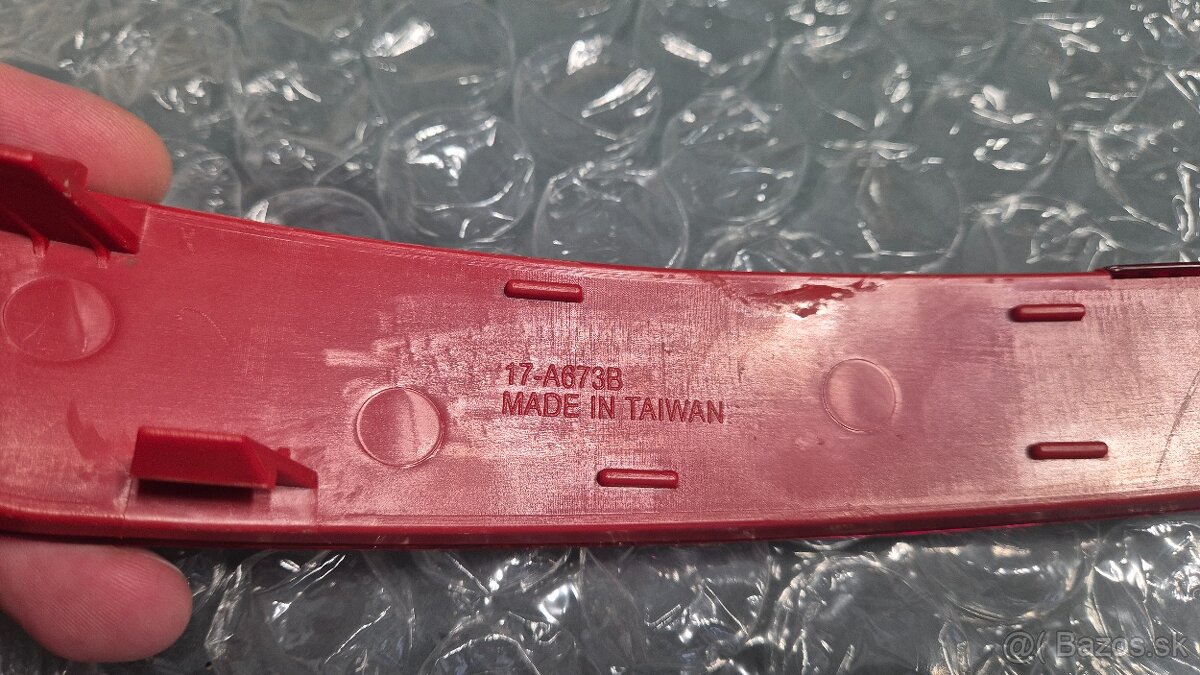 17-A673B
MADE IN TAIWAN
@/ Bazos.sk